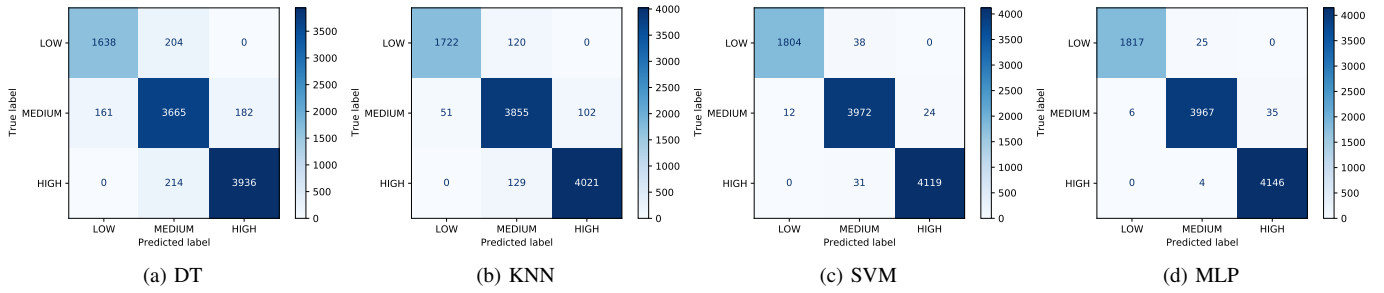 LOW 1638 204 0
MEDIUM 161 3665 182
HIGH 0 214 3936
LOW MEDIUM HIGH
Predicted label
True label
3500
3000
2500
2000
1500
1000
500
0
(a) DT
LOW 1722 120 0
MEDIUM 51 3855 102
HIGH 0 129 4021
LOW MEDIUM HIGH
Predicted label
True label
4000
3500
3000
2500
2000
1500
1000
500
0
(b) KNN
LOW 1804 38 0
MEDIUM 12 3972 24
HIGH 0 31 4119
LOW MEDIUM HIGH
Predicted label
True label
4000
3500
3000
2500
2000
1500
1000
500
0
(c) SVM
LOW 1817 25 0
MEDIUM 6 3967 35
HIGH 0 4 4146
LOW MEDIUM HIGH
Predicted label
True label
4000
3500
3000
2500
2000
1500
1000
500
0
(d) MLP